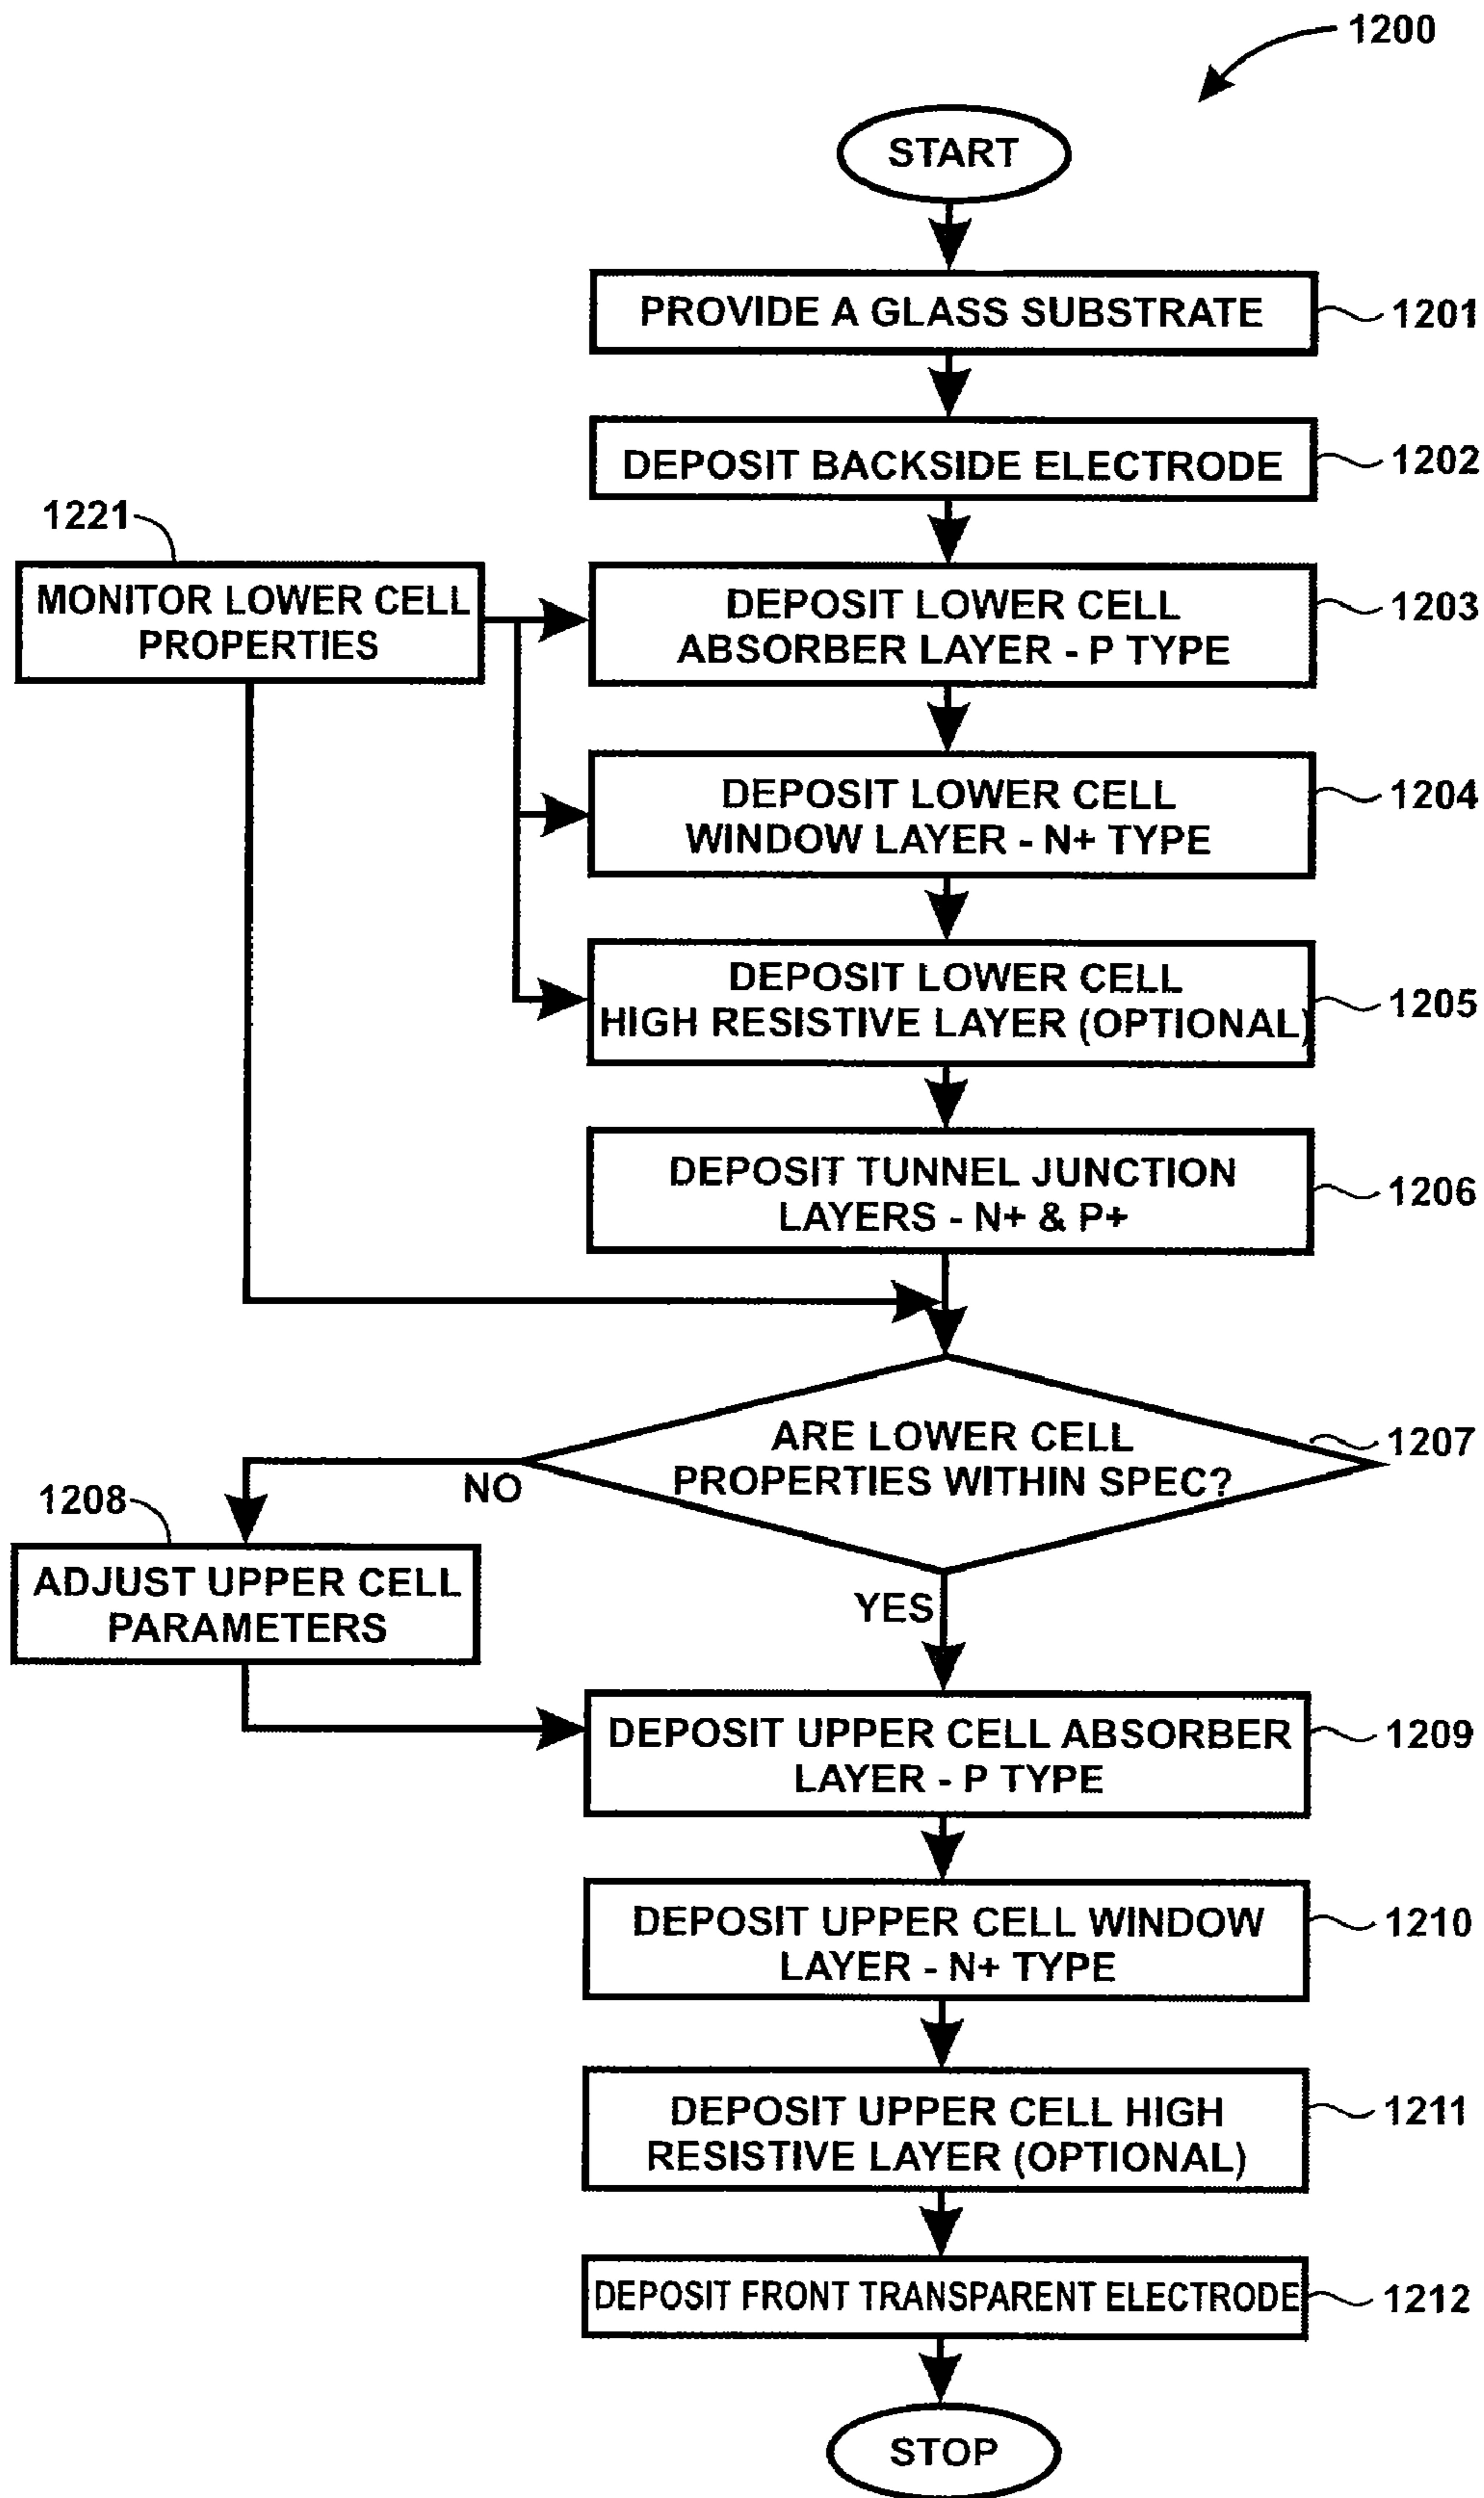 1200
START
PROVIDE A GLASS SUBSTRATE
1201
DEPOSIT BACKSIDE ELECTRODE
1202
1221
MONITOR LOWER CELL
PROPERTIES
DEPOSIT LOWER CELL
ABSORBER LAYER - P TYPE
1203
DEPOSIT LOWER CELL
WINDOW LAYER - N+ TYPE
1204
DEPOSIT LOWER CELL
HIGH RESISTIVE LAYER (OPTIONAL)
1205
DEPOSIT TUNNEL JUNCTION
LAYERS - N+ & P+
1206
ARE LOWER CELL
PROPERTIES WITHIN SPEC?
1207
NO
1208
ADJUST UPPER CELL
PARAMETERS
YES
DEPOSIT UPPER CELL ABSORBER
LAYER - P TYPE
1209
DEPOSIT UPPER CELL WINDOW
LAYER - N+ TYPE
1210
DEPOSIT UPPER CELL HIGH
RESISTIVE LAYER (OPTIONAL)
1211
DEPOSIT FRONT TRANSPARENT ELECTRODE
1212
STOP